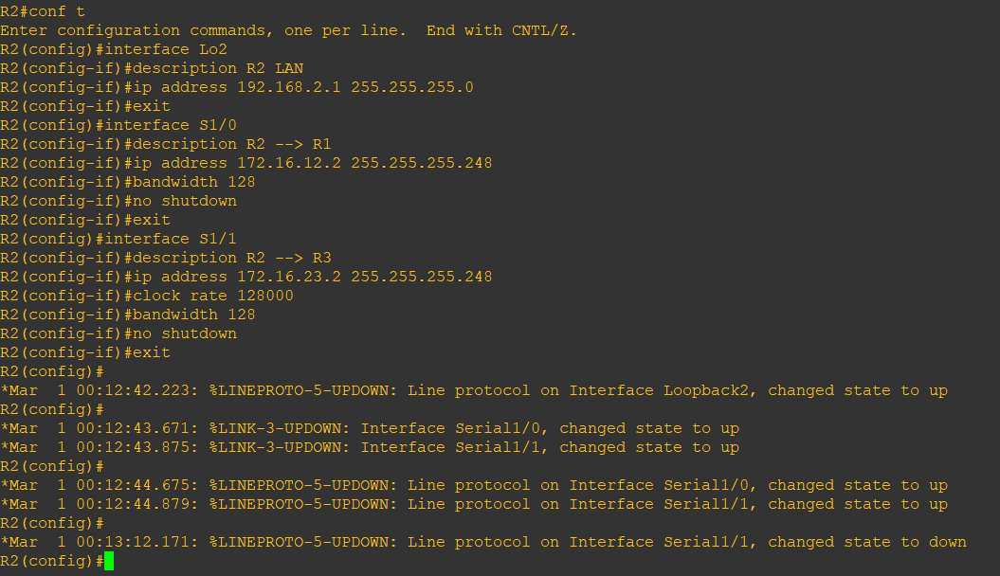 R2#conf t
Enter configuration commands, one per line.  End with CNTL/Z.
R2(config)#interface Lo2
R2(config-if)#description R2 LAN
R2(config-if)#ip address 192.168.2.1 255.255.255.0
R2(config-if)#exit
R2(config)#interface S1/0
R2(config-if)#description R2 --> R1
R2(config-if)#ip address 172.16.12.2 255.255.255.248
R2(config-if)#bandwidth 128
R2(config-if)#no shutdown
R2(config-if)#exit
R2(config)#interface S1/1
R2(config-if)#description R2 --> R3
R2(config-if)#ip address 172.16.23.2 255.255.255.248
R2(config-if)#clock rate 128000
R2(config-if)#bandwidth 128
R2(config-if)#no shutdown
R2(config-if)#exit
R2(config)#
*Mar  1 00:12:42.223: %LINEPROTO-5-UPDOWN: Line protocol on Interface Loopback2, changed state to up
R2(config)#
*Mar  1 00:12:43.671: %LINK-3-UPDOWN: Interface Serial1/0, changed state to up
*Mar  1 00:12:43.875: %LINK-3-UPDOWN: Interface Serial1/1, changed state to up
R2(config)#
*Mar  1 00:12:44.675: %LINEPROTO-5-UPDOWN: Line protocol on Interface Serial1/0, changed state to up
*Mar  1 00:12:44.879: %LINEPROTO-5-UPDOWN: Line protocol on Interface Serial1/1, changed state to up
R2(config)#
*Mar  1 00:13:12.171: %LINEPROTO-5-UPDOWN: Line protocol on Interface Serial1/1, changed state to down
R2(config)#